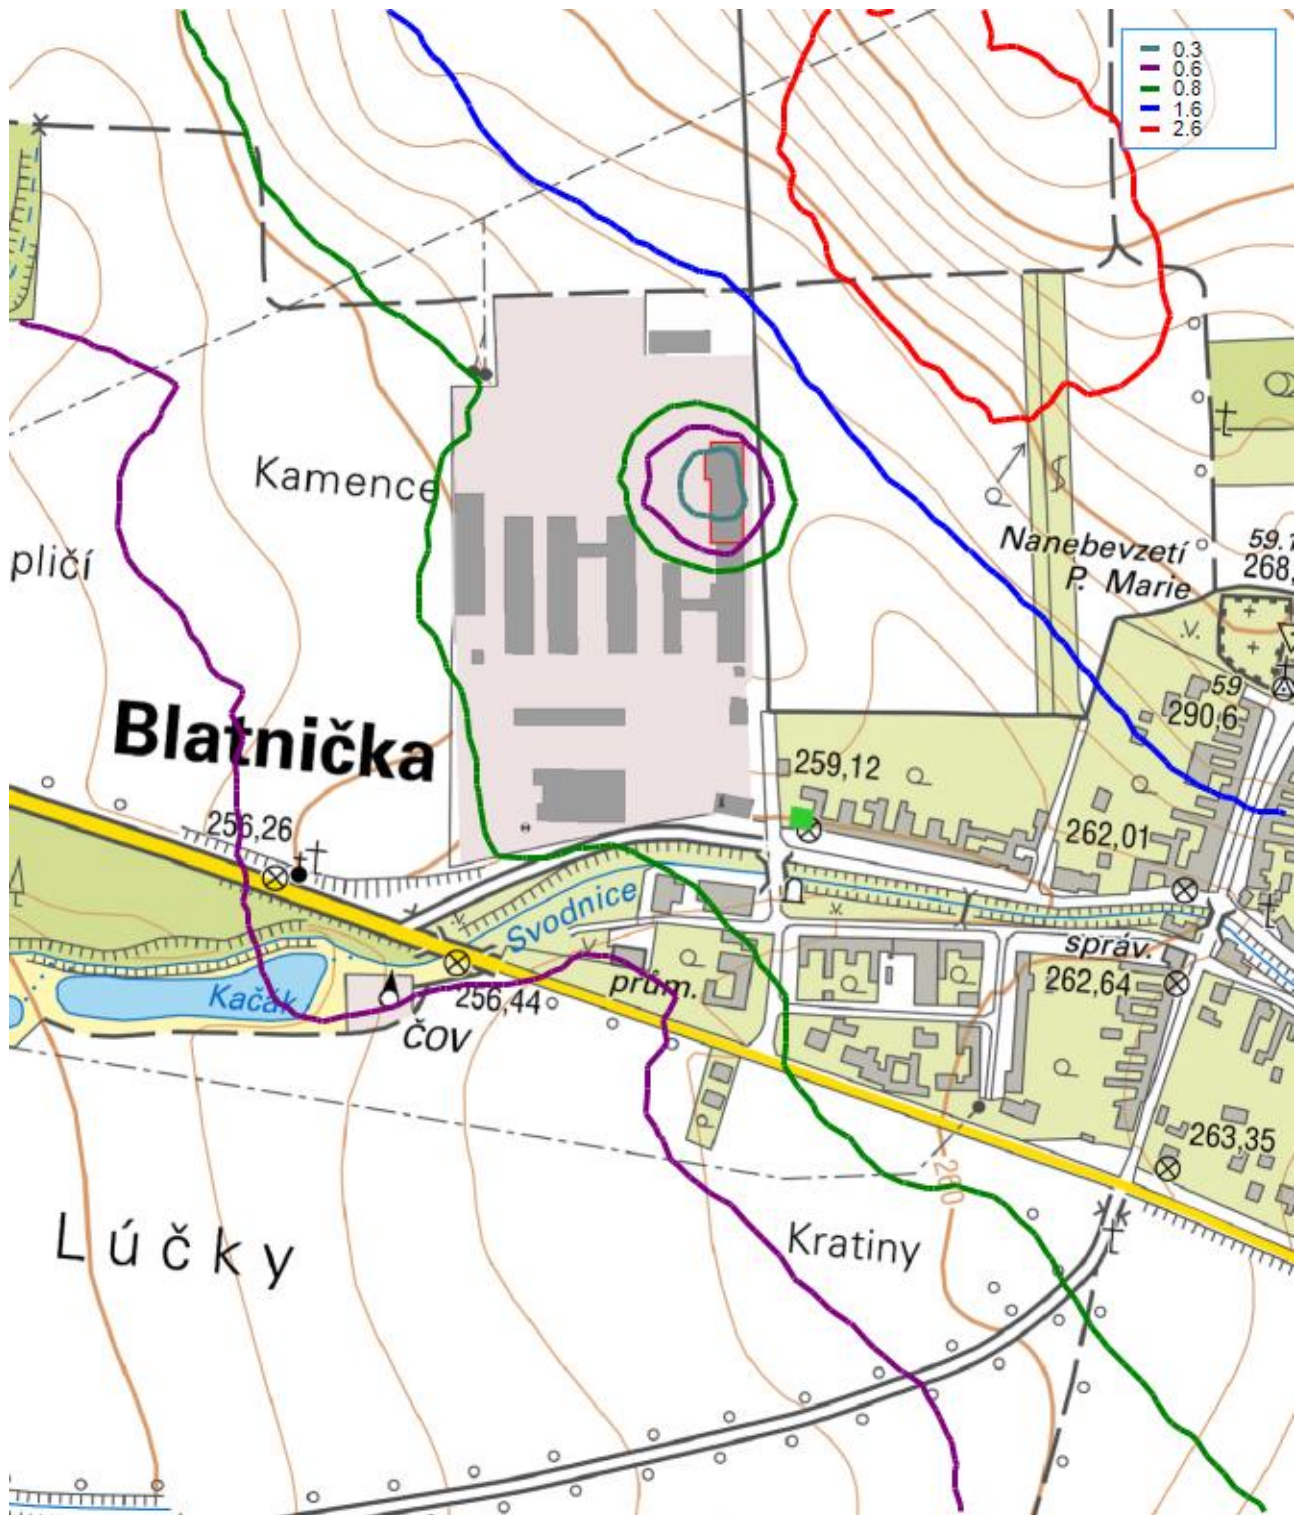 0.3
0.6
0.8
1.6
2.6
Kamence
Nanebevzetí
P. Marie
59.1
268,
pličí
59
290,6
Blatnička
259,12
256,26
262,01
Svodnice
správ.
262,64
Kačák
256,44
prům.
ČOV
263,35
260
Lúčky
Kratiny